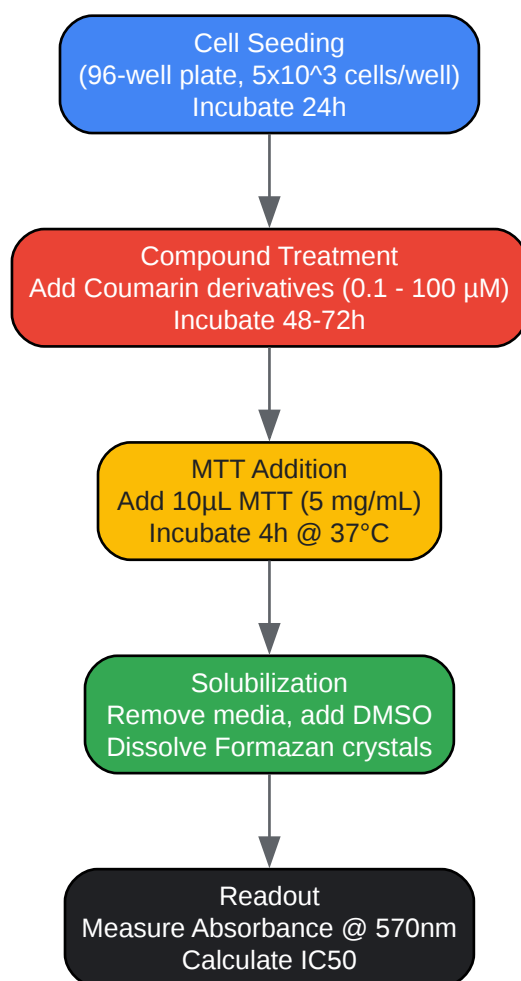 Cell Seeding
(96-well plate, 5x10^3 cells/well)
Incubate 24h
Compound Treatment
Add Coumarin derivatives (0.1 - 100 µM)
Incubate 48-72h
MTT Addition
Add 10µL MTT (5 mg/mL)
Incubate 4h @ 37°C
Solubilization
Remove media, add DMSO
Dissolve Formazan crystals
Readout
Measure Absorbance @ 570nm
Calculate IC50